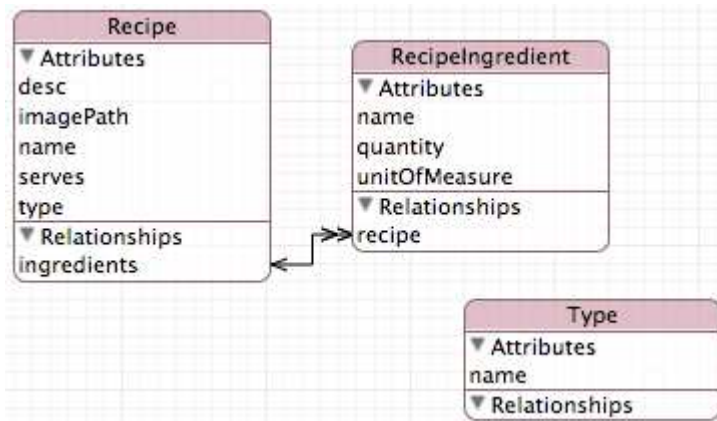 Recipe
Attributes
desc
imagePath
name
serves
type
Relationships
ingredients
RecipeIngredient
Attributes
name
quantity
unitOfMeasure
Relationships
recipe
Type
Attributes
name
Relationships